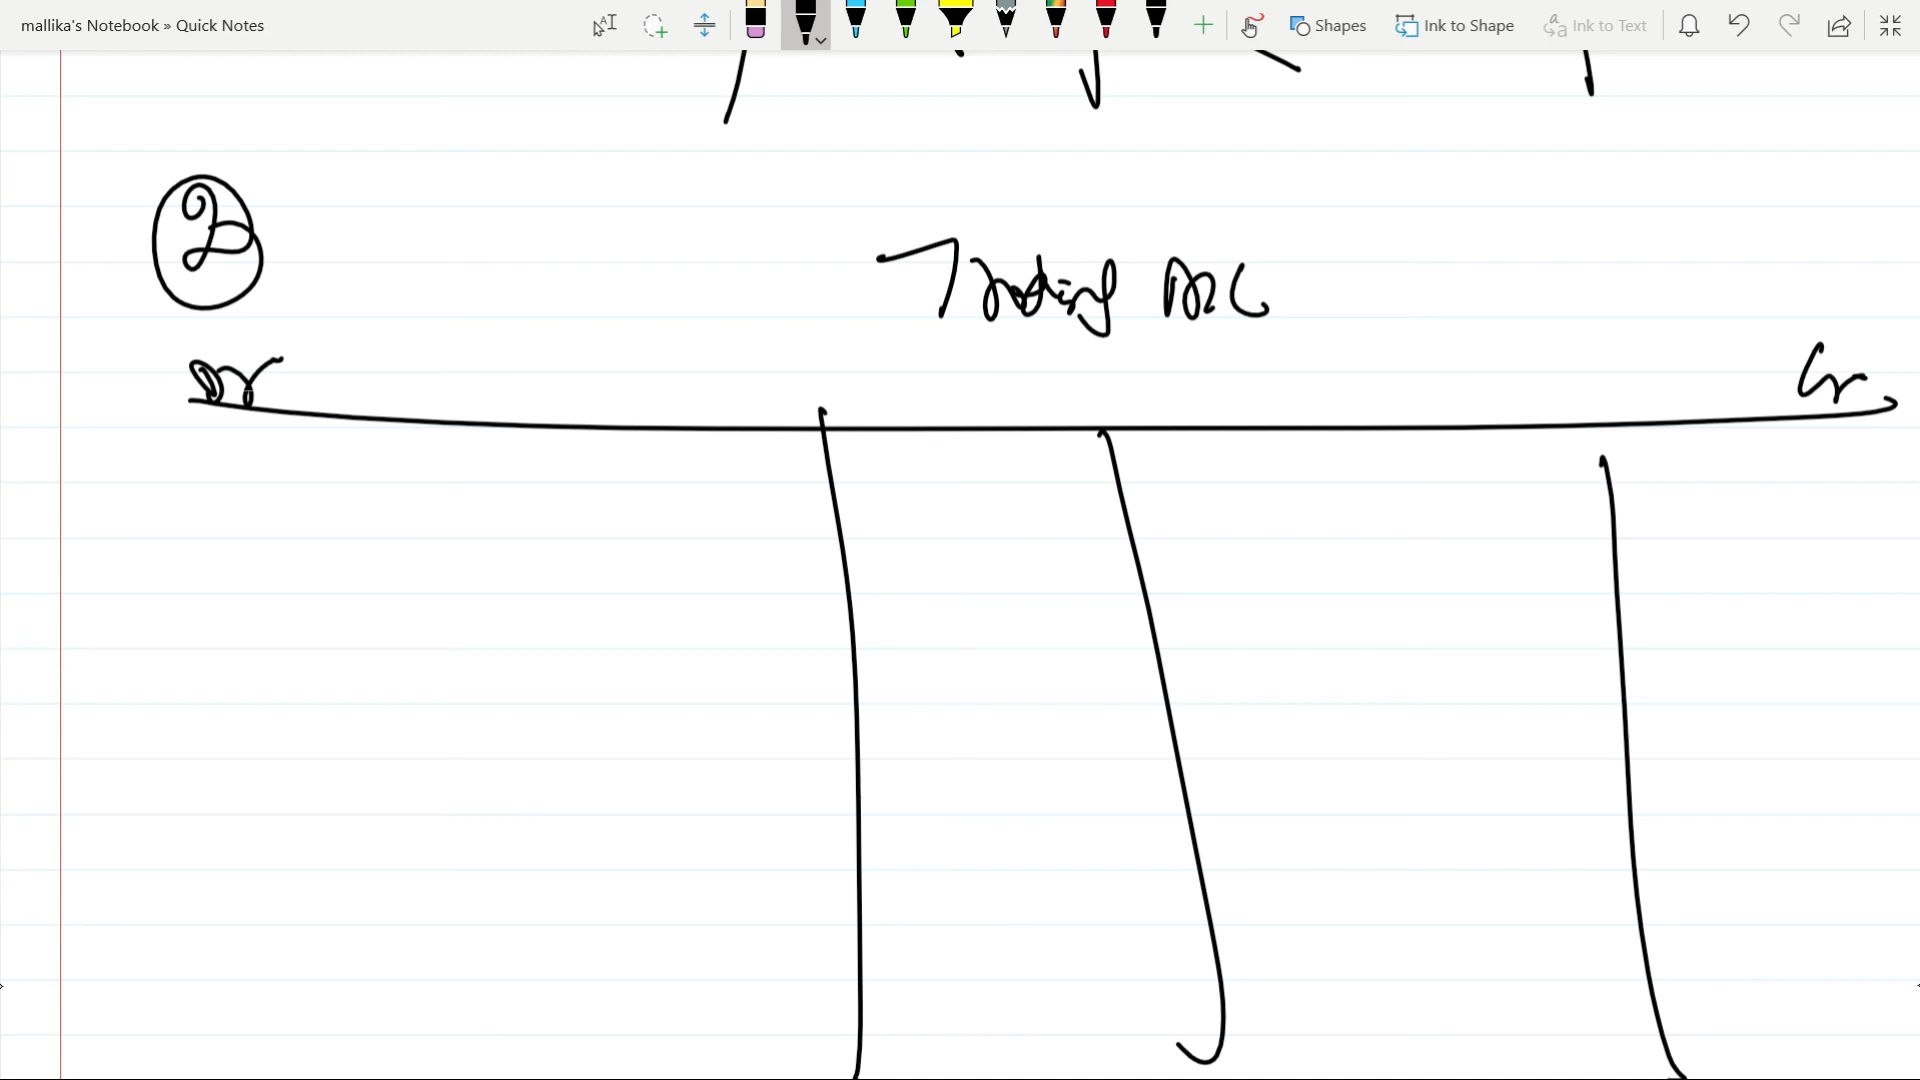 mallika's Notebook » Quick Notes
Shapes
Ink to Shape
Ink to Text
2
Trading A/c
Dr
Cr